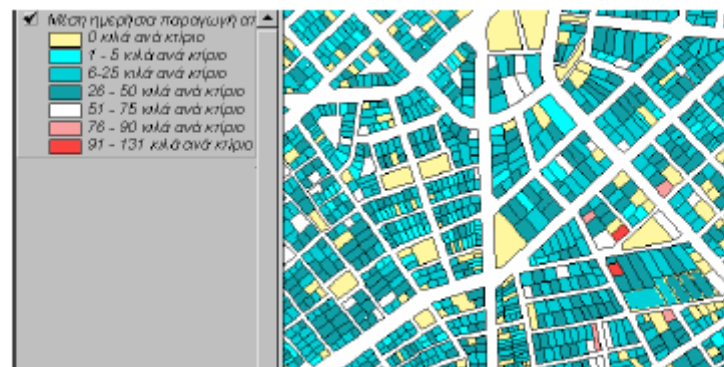 Μέση ημερήσια παραγωγή απ
0 κιλά ανά κτίριο
1 - 5 κιλά ανά κτίριο
6-25 κιλά ανά κτίριο
26 - 50 κιλά ανά κτίριο
51 - 75 κιλά ανά κτίριο
76 - 90 κιλά ανά κτίριο
91 - 131 κιλά ανά κτίριο